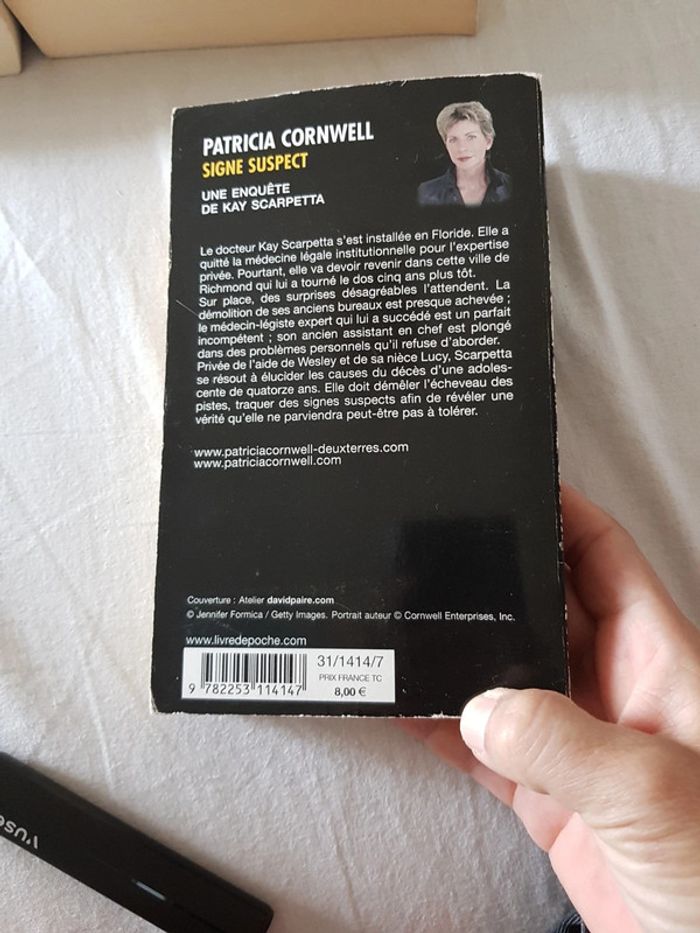 PATRICIA CORNWELL
SIGNE SUSPECT
UNE ENQUÊTE
DE KAY SCARPETTA
Le docteur Kay Scarpetta s'est installée en Floride. Elle a
quitté la médecine légale institutionnelle pour l'expertise
privée. Pourtant, elle va devoir revenir dans cette ville de
Richmond qui lui a tourné le dos cinq ans plus tôt.
Sur place, des surprises désagréables l'attendent. La
démolition de ses anciens bureaux est presque achevée ;
le médecin-légiste expert qui lui a succédé est un parfait
incompétent ; son ancien assistant en chef est plongé
dans des problèmes personnels qu'il refuse d'aborder.
Privée de l'aide de Wesley et de sa nièce Lucy, Scarpetta
se résout à élucider les causes du décès d'une adoles-
cente de quatorze ans. Elle doit démêler l'écheveau des
pistes, traquer des signes suspects afin de révéler une
vérité qu'elle ne parviendra peut-être pas à tolérer.
www.patriciacornwell-deuxterres.com
www.patriciacornwell.com
Couverture : Atelier davidpaire.com
© Jennifer Formica / Getty Images. Portrait auteur © Cornwell Enterprises, Inc.
www.livredepoche.com
31/1414/7
PRIX FRANCE TC
8,00 €
9 782253 114147